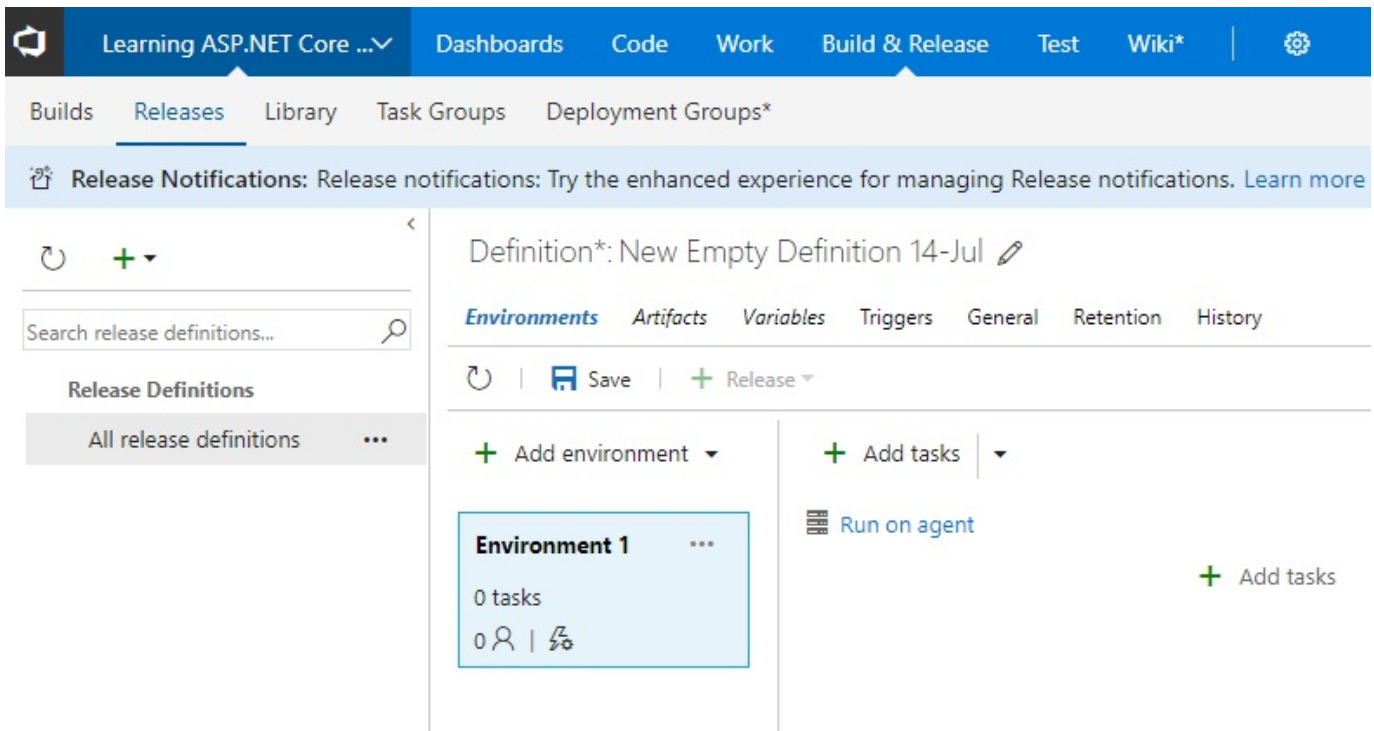 Learning ASP.NET Core ... Dashboards Code Work Build & Release Test Wiki*
Builds Releases Library Task Groups Deployment Groups*
Release Notifications: Release notifications: Try the enhanced experience for managing Release notifications. Learn more
Definition*: New Empty Definition 14-Jul
Search release definitions...
Environments Artifacts Variables Triggers General Retention History
Save Release
Release Definitions
All release definitions ...
Add environment
Add tasks
Environment 1 ...
0 tasks
0
Run on agent
Add tasks